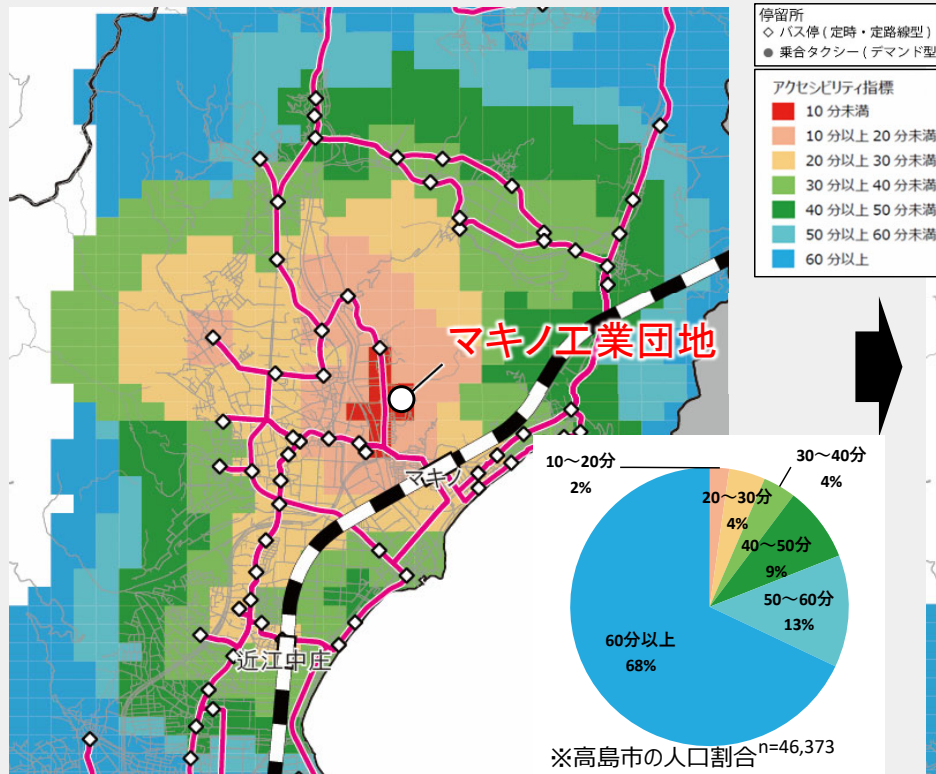 停留所
バス停 ( 定時・定路線型 )
乗合タクシー ( デマンド型
アクセシビリティ指標
10 分未満
10 分以上 20 分未満
20 分以上 30 分未満
30 分以上 40 分未満
40 分以上 50 分未満
50 分以上 60 分未満
60 分以上
マキノ工業団地
マキノ
近江中庄
10～20分
2%
20～30分
4%
30～40分
4%
40～50分
9%
50～60分
13%
60分以上
68%
※高島市の人口割合 n=46,373